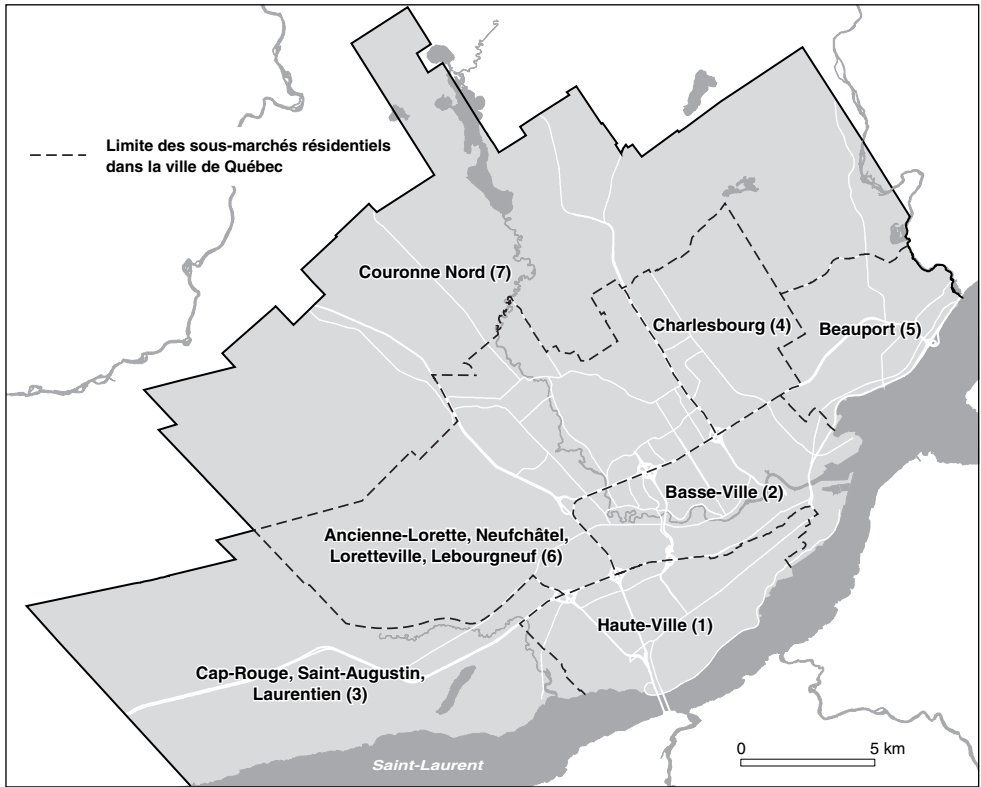 Limite des sous-marchés résidentiels
dans la ville de Québec
Couronne Nord (7)
Charlesbourg (4)
Beauport (5)
Basse-Ville (2)
Ancienne-Lorette, Neufchâtel,
Loretteville, Lebourgneuf (6)
Haute-Ville (1)
Cap-Rouge, Saint-Augustin,
Laurentien (3)
0 5 km
Saint-Laurent